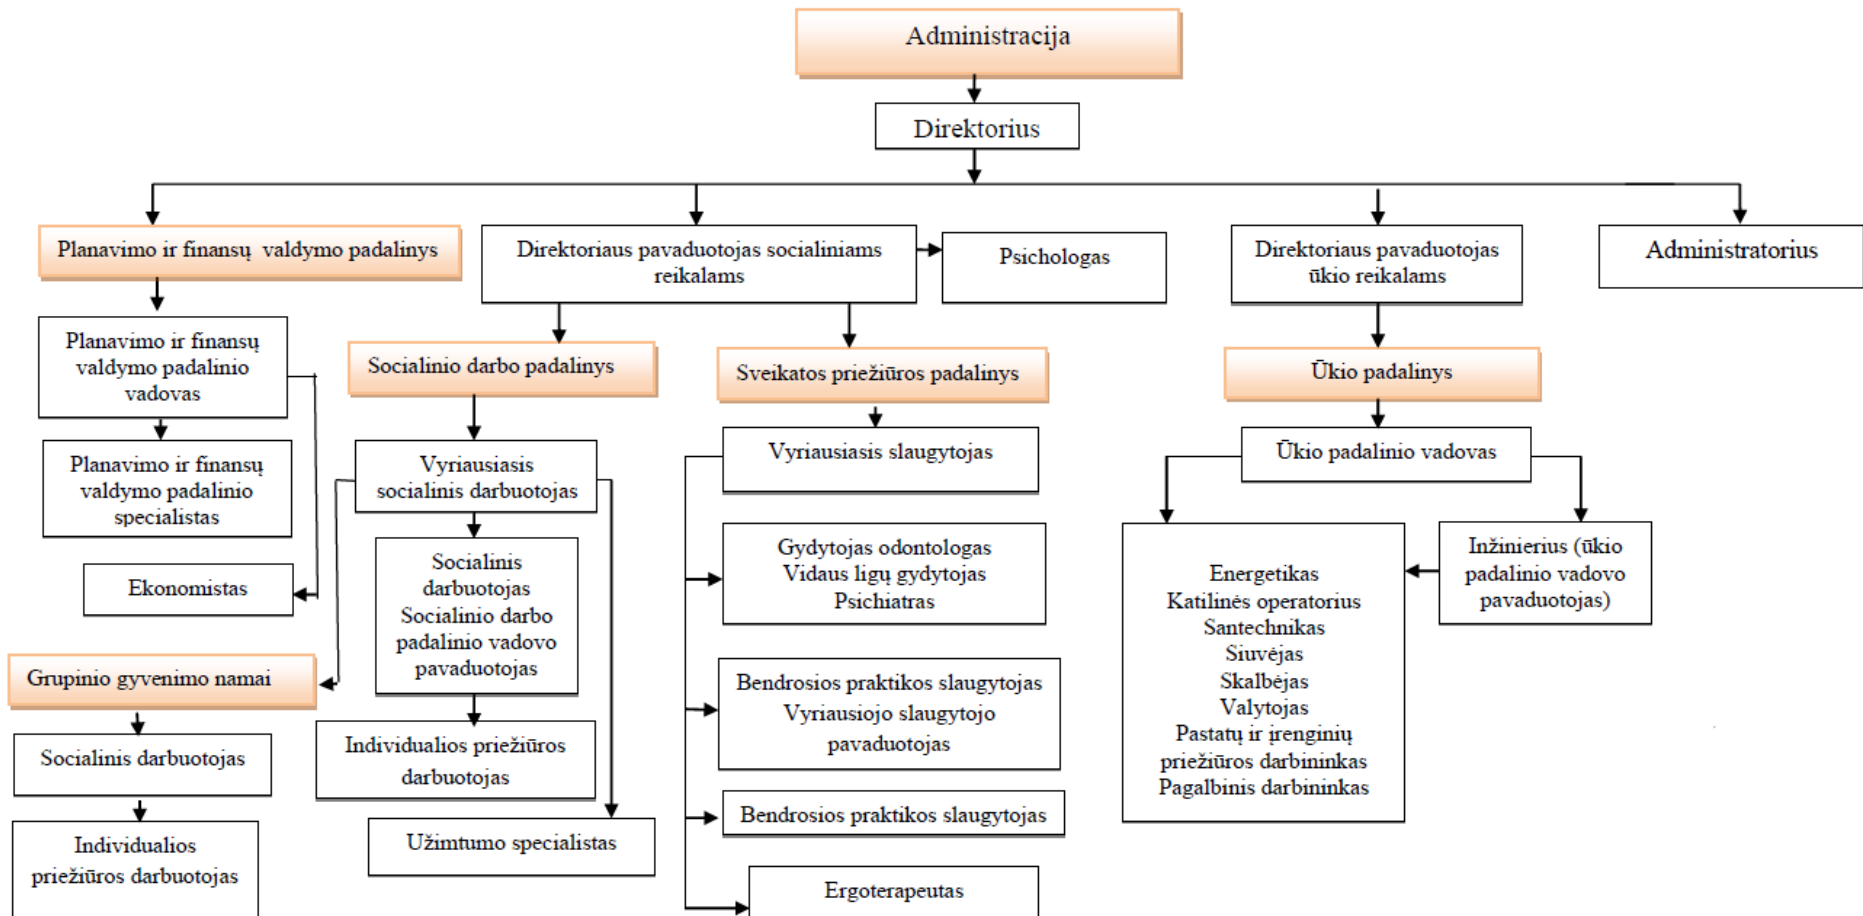 Administracija
Direktorius
Planavimo ir finansų valdymo padalinys
Direktoriaus pavaduotojas socialiniams
reikalams
Psichologas
Direktoriaus pavaduotojas
ūkio reikalams
Administratorius
Planavimo ir finansų
valdymo padalinio
vadovas
Socialinio darbo padalinys
Sveikatos priežiūros padalinys
Ūkio padalinys
Planavimo ir finansų
valdymo padalinio
specialistas
Vyriausiasis
socialinis darbuotojas
Vyriausiasis slaugytojas
Ūkio padalinio vadovas
Ekonomistas
Socialinis
darbuotojas
Socialinio darbo
padalinio vadovo
pavaduotojas
Gydytojas odontologas
Vidaus ligų gydytojas
Psichiatras
Energetikas
Katilinės operatorius
Santechnikas
Siuvėjas
Skalbėjas
Valytojas
Pastatų ir įrenginių
priežiūros darbininkas
Pagalbinis darbininkas
Inžinierius (ūkio
padalinio vadovo
pavaduotojas)
Grupinio gyvenimo namai
Bendrosios praktikos slaugytojas
Vyriausiojo slaugytojo
pavaduotojas
Socialinis darbuotojas
Individualios priežiūros
darbuotojas
Bendrosios praktikos slaugytojas
Individualios
priežiūros darbuotojas
Užimtumo specialistas
Ergoterapeutas